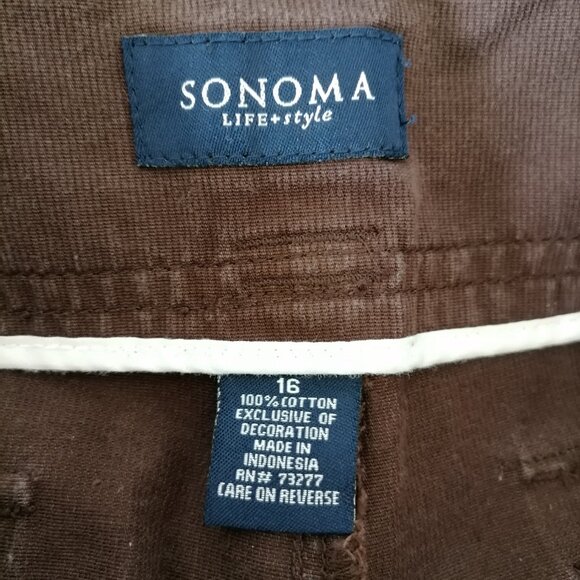 SONOMA
LIFE+style
16
100% COTTON
EXCLUSIVE OF
DECORATION
MADE IN
INDONESIA
RN# 73277
CARE ON REVERSE